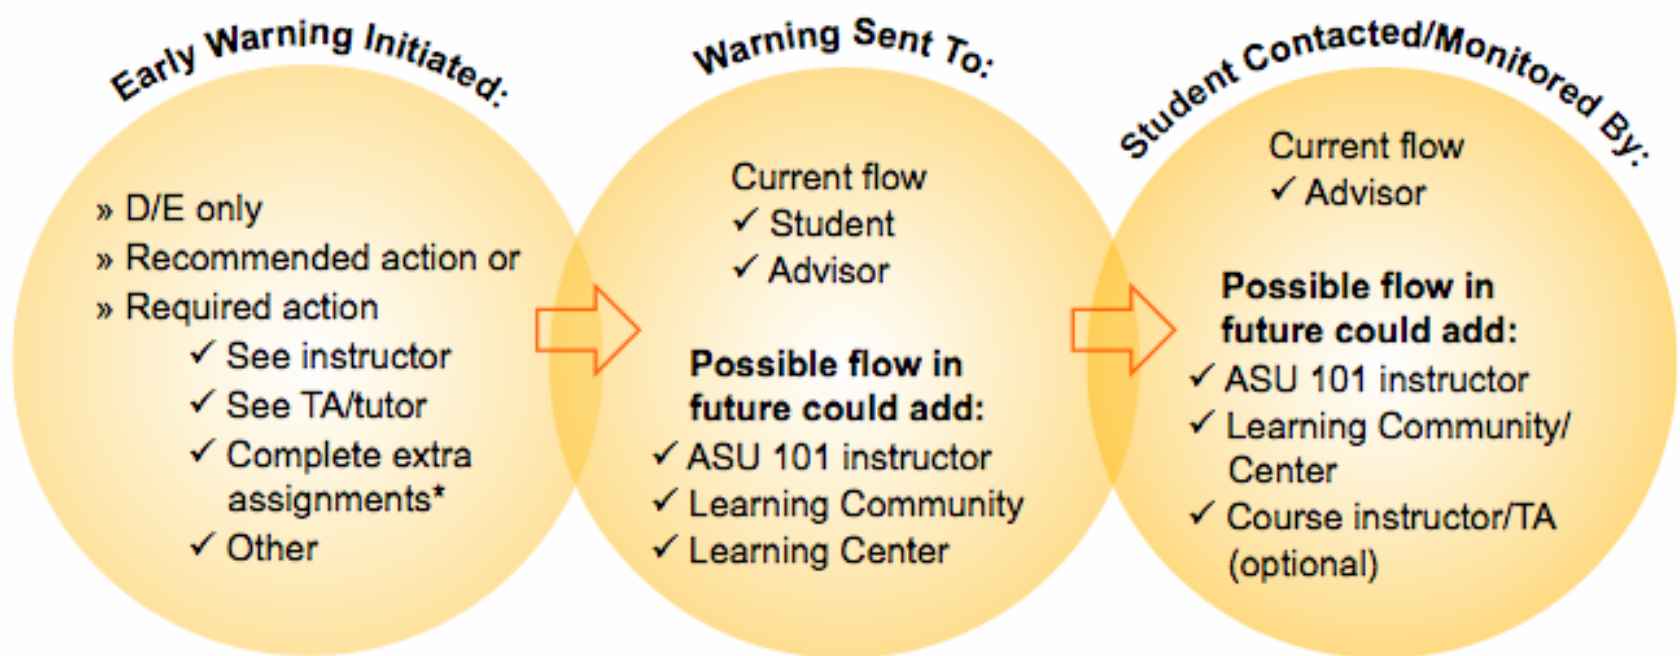 Early Warning Initiated:
» D/E only
» Recommended action or
» Required action
✓ See instructor
✓ See TA/tutor
✓ Complete extra
assignments*
✓ Other
Warning Sent To:
Current flow
✓ Student
✓ Advisor
Possible flow in
future could add:
✓ ASU 101 instructor
✓ Learning Community
✓ Learning Center
Student Contacted/Monitored By:
Current flow
✓ Advisor
Possible flow in
future could add:
✓ ASU 101 instructor
✓ Learning Community/
Center
✓ Course instructor/TA
(optional)